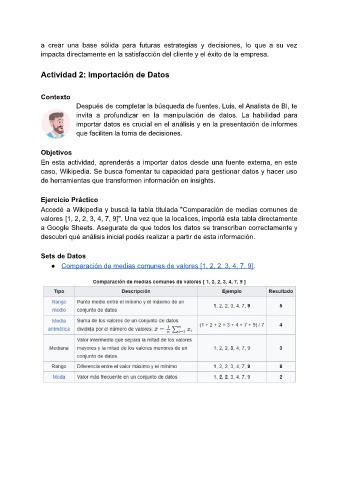 a crear una base sólida para futuras estrategias y decisiones, lo que a su vez
impacta directamente en la satisfacción del cliente y el éxito de la empresa.
Actividad 2: Importación de Datos
Contexto
Después de completar la búsqueda de fuentes, Luis, el Analista de BI, te
invita a profundizar en la manipulación de datos. La habilidad para
importar datos es crucial en el análisis y en la presentación de informes
que faciliten la toma de decisiones.
Objetivos
En esta actividad, aprenderás a importar datos desde una fuente externa, en este
caso, Wikipedia. Se busca fomentar tu capacidad para gestionar datos y hacer uso
de herramientas que transformen información en insights.
Ejercicio Práctico
Accedé a Wikipedia y buscá la tabla titulada "Comparación de medias comunes de
valores [1, 2, 2, 3, 4, 7, 9]". Una vez que la localices, importá esta tabla directamente
a Google Sheets. Asegurate de que todos los datos se transcriban correctamente y
descubrí qué análisis inicial podés realizar a partir de esta información.
Sets de Datos
● Comparación de medias comunes de valores [1, 2, 2, 3, 4, 7, 9].
Comparación de medias comunes de valores [ 1, 2, 2, 3, 4, 7, 9 ]
Tipo Descripción Ejemplo Resultado
Rango medio Punto medio entre el mínimo y el máximo de un conjunto de datos 1, 2, 2, 3, 4, 7, 9 5
Media aritmética Suma de los valores de un conjunto de datos dividida por el número de valores: x̄ = 1/n ∑ⁿᵢ₌₁ xᵢ (1 + 2 + 2 + 3 + 4 + 7 + 9) / 7 4
Mediana Valor intermedio que separa la mitad de los valores mayores y la mitad de los valores menores de un conjunto de datos 1, 2, 2, 3, 4, 7, 9 3
Rango Diferencia entre el valor máximo y el mínimo 1, 2, 2, 3, 4, 7, 9 8
Moda Valor más frecuente en un conjunto de datos 1, 2, 2, 3, 4, 7, 9 2